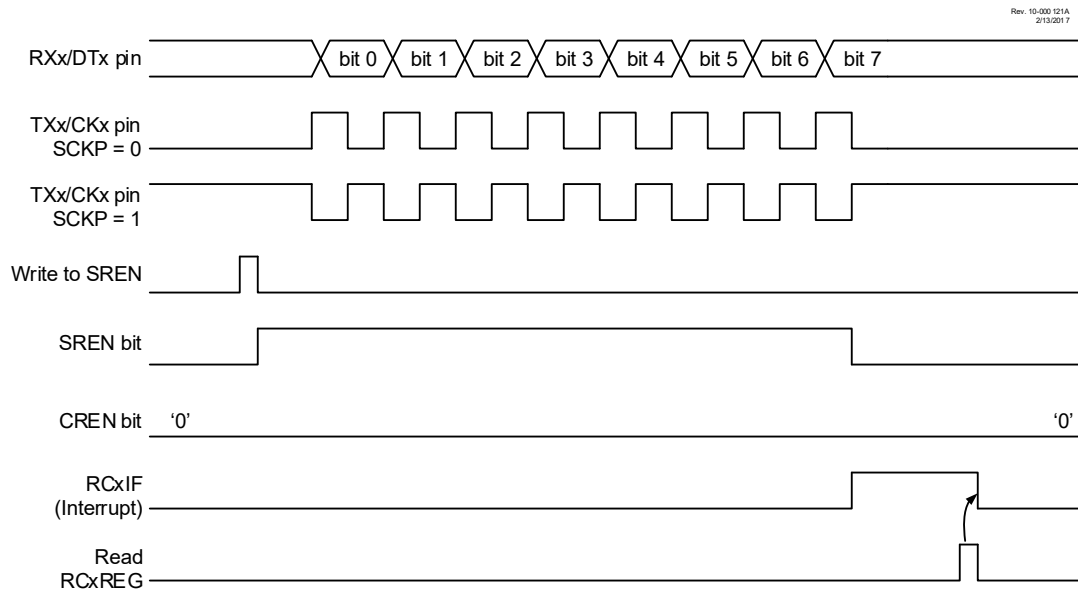 Rev. 10-000 121A
2/13/2017
RXx/DTx pin
bit 0 bit 1 bit 2 bit 3 bit 4 bit 5 bit 6 bit 7
TXx/CKx pin
SCKP = 0
TXx/CKx pin
SCKP = 1
Write to SREN
SREN bit
CREN bit ‘0’ ‘0’
RCxIF
(Interrupt)
Read
RCxREG